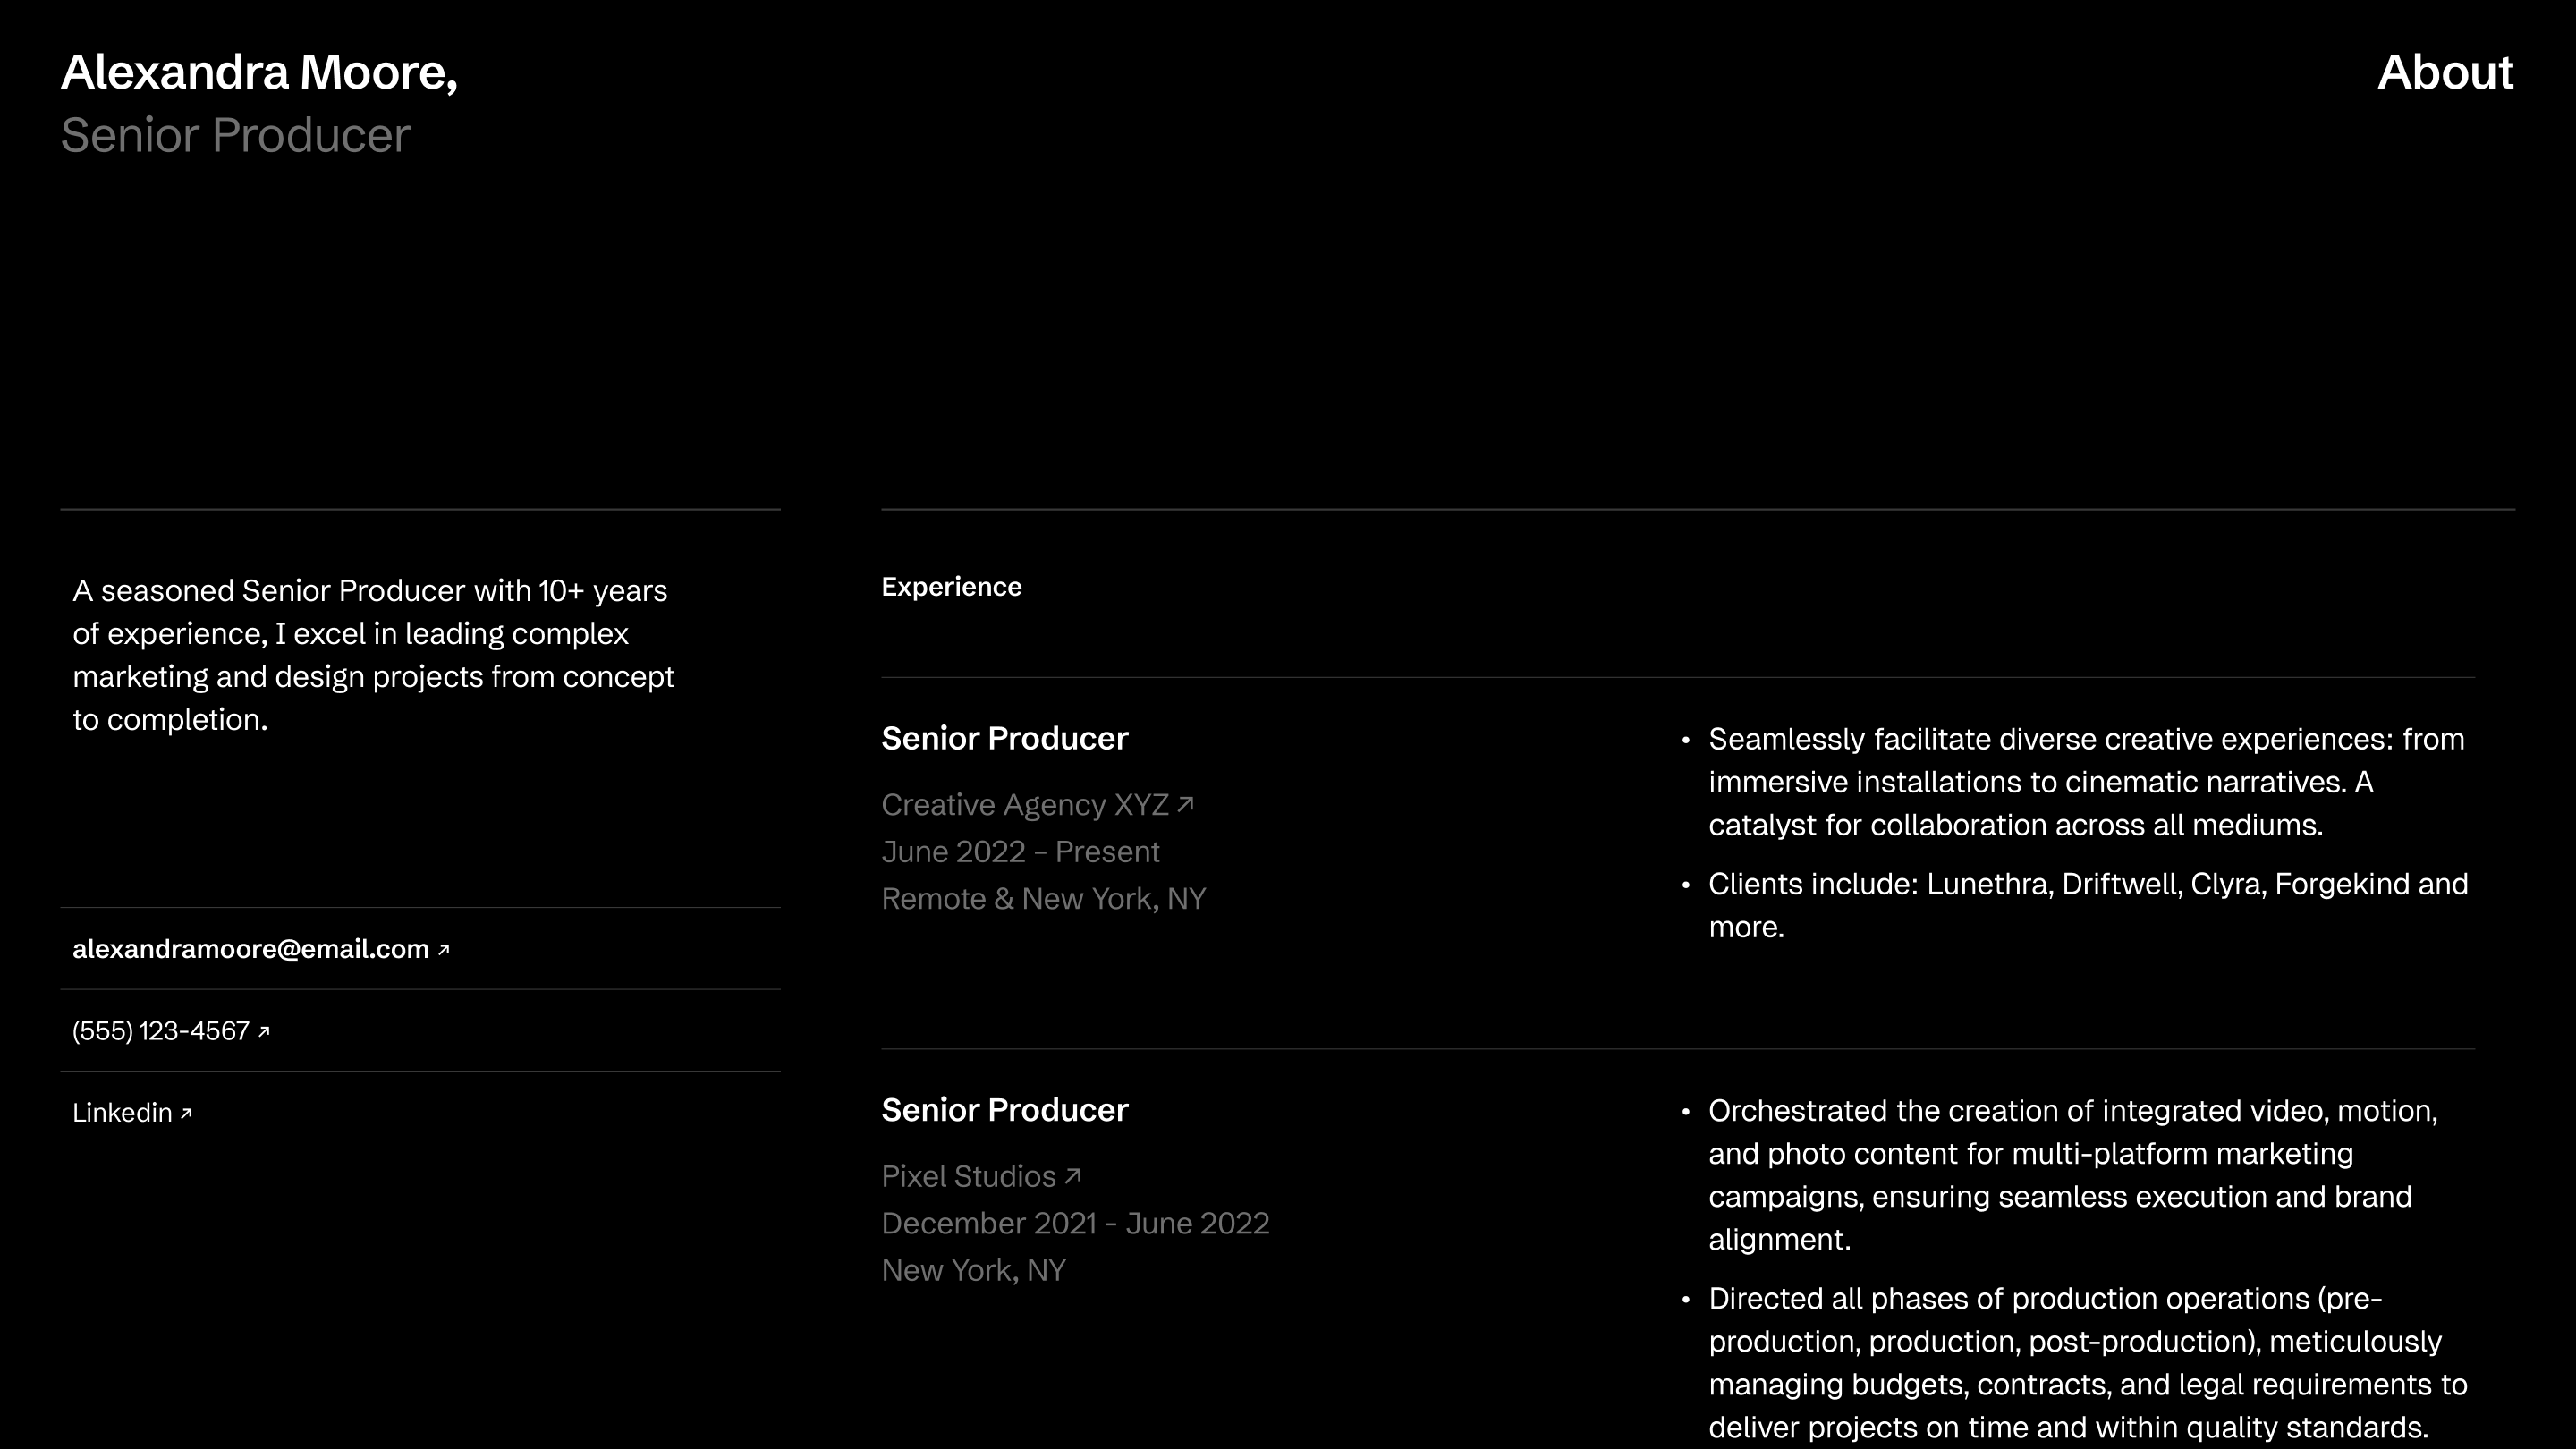 Alexandra Moore,
Senior Producer
About
A seasoned Senior Producer with 10+ years
of experience, I excel in leading complex
marketing and design projects from concept
to completion.
alexandramoore@email.com ↗
(555) 123-4567 ↗
Linkedin ↗
Experience
Senior Producer
Creative Agency XYZ ↗
June 2022 – Present
Remote & New York, NY
• Seamlessly facilitate diverse creative experiences: from
immersive installations to cinematic narratives. A
catalyst for collaboration across all mediums.
• Clients include: Lunethra, Driftwell, Clyra, Forgekind and
more.
Senior Producer
Pixel Studios ↗
December 2021 - June 2022
New York, NY
• Orchestrated the creation of integrated video, motion,
and photo content for multi-platform marketing
campaigns, ensuring seamless execution and brand
alignment.
• Directed all phases of production operations (pre-
production, production, post-production), meticulously
managing budgets, contracts, and legal requirements to
deliver projects on time and within quality standards.